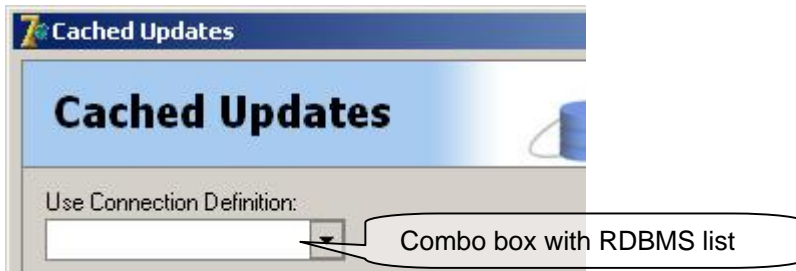 Cached Updates
Cached Updates
Use Connection Definition:
Combo box with RDBMS list